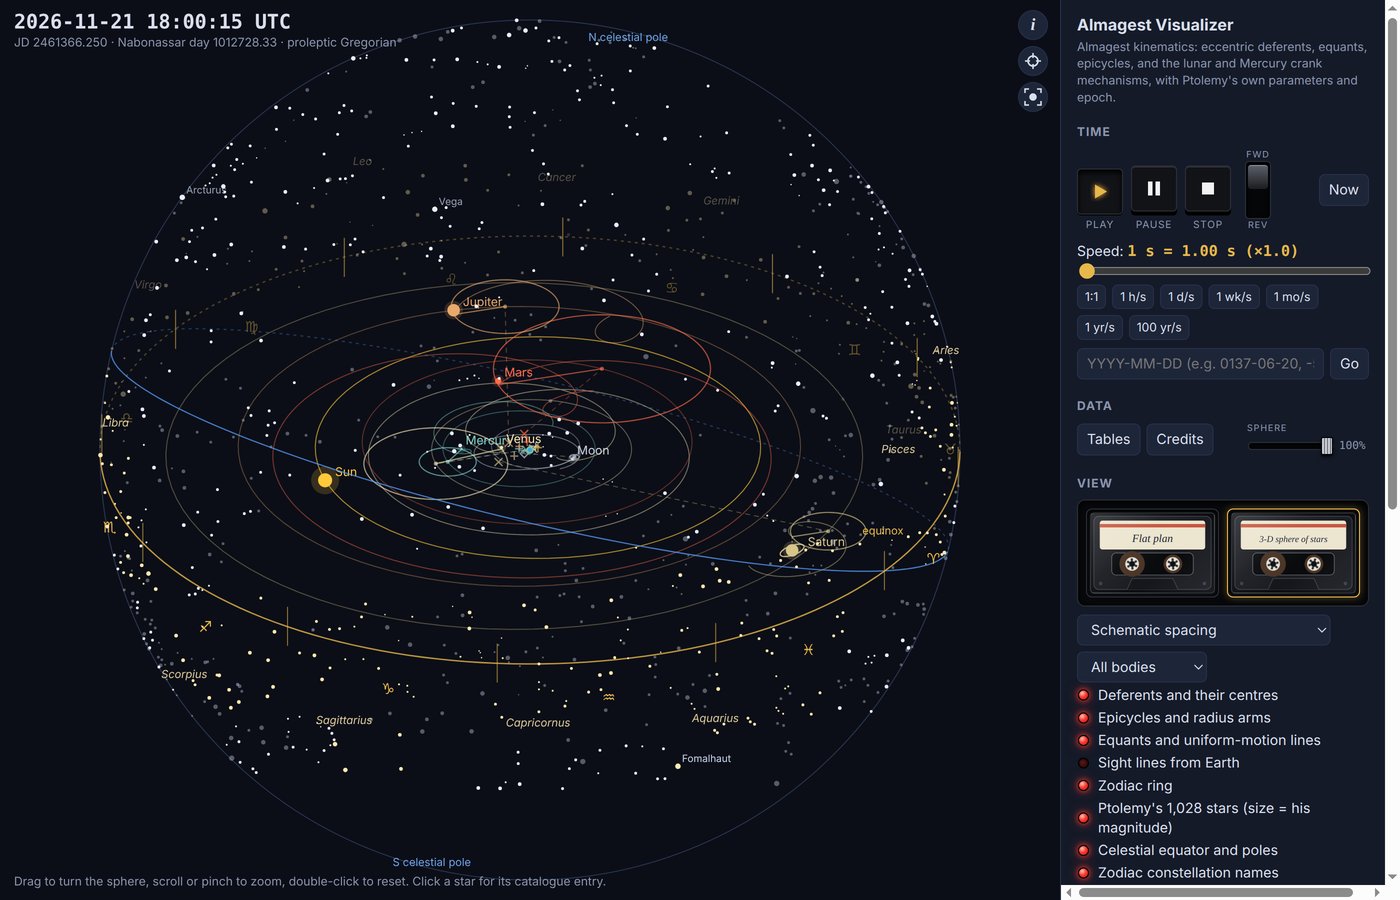 2026-11-21 18:00:15 UTC
JD 2461366.250 · Nabonassar day 1012728.33 · proleptic Gregorian
N celestial pole
Leo
Cancer
Gemini
Arcturus
Vega
Virgo
♌
♋
Jupiter
♍
♊
Aries
Mars
Libra
♎
Taurus
♉
Mercury
Venus
Moon
Pisces
Sun
♏
equinox
Saturn
♈
♐
♓
Scorpius
♑
♒
Sagittarius
Capricornus
Aquarius
Fomalhaut
S celestial pole
Drag to turn the sphere, scroll or pinch to zoom, double-click to reset. Click a star for its catalogue entry.
i
Almagest Visualizer
Almagest kinematics: eccentric deferents, equants,
epicycles, and the lunar and Mercury crank
mechanisms, with Ptolemy's own parameters and
epoch.
TIME
FWD
Now
PLAY PAUSE STOP REV
Speed: 1 s = 1.00 s (×1.0)
1:1 1 h/s 1 d/s 1 wk/s 1 mo/s
1 yr/s 100 yr/s
YYYY-MM-DD (e.g. 0137-06-20, - Go
DATA
Tables Credits SPHERE 100%
VIEW
Flat plan 3-D sphere of stars
Schematic spacing
All bodies
Deferents and their centres
Epicycles and radius arms
Equants and uniform-motion lines
Sight lines from Earth
Zodiac ring
Ptolemy's 1,028 stars (size = his
magnitude)
Celestial equator and poles
Zodiac constellation names